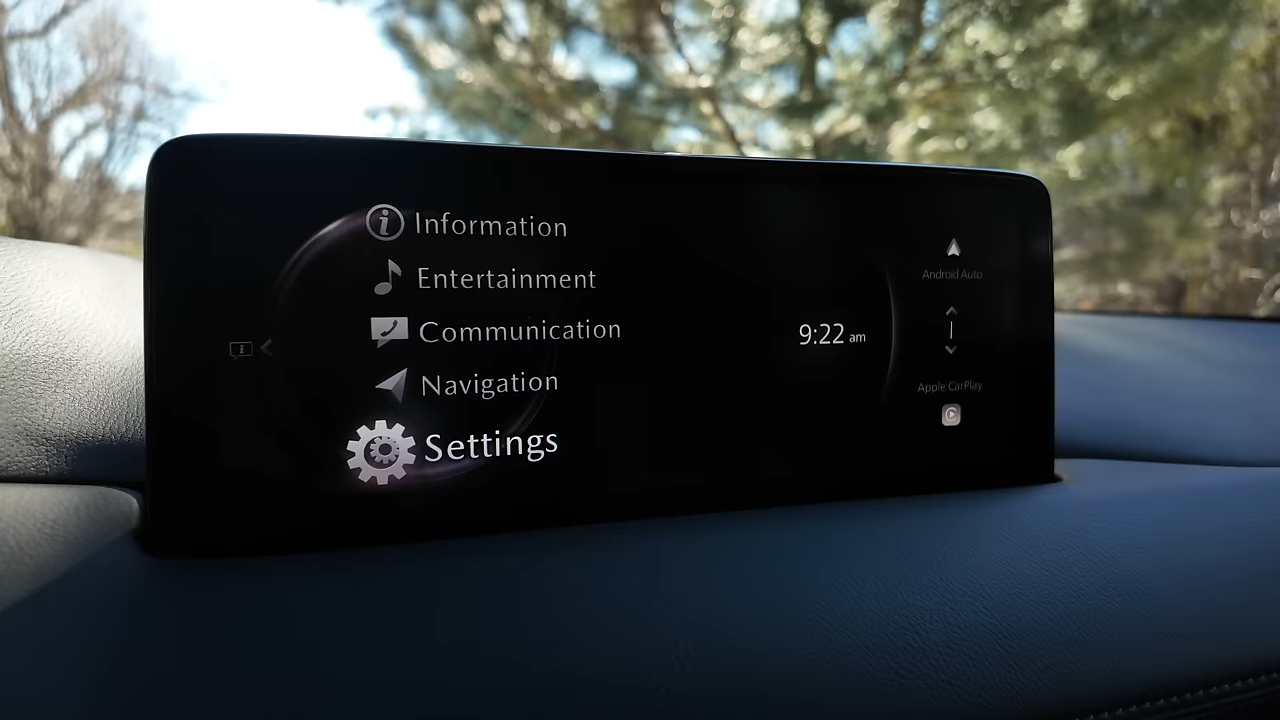 Information
Entertainment
Communication
Navigation
Settings
9:22 am
Android Auto
Apple CarPlay